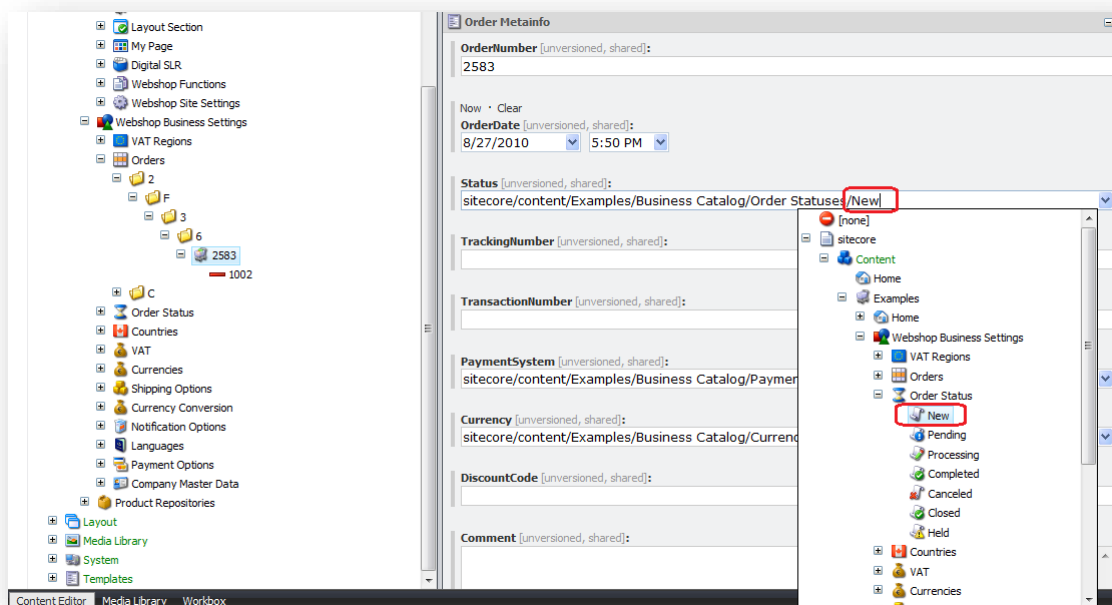 Layout Section
My Page
Digital SLR
Webshop Functions
Webshop Site Settings
Webshop Business Settings
VAT Regions
Orders
2
F
3
6
2583
1002
C
Order Status
Countries
VAT
Currencies
Shipping Options
Currency Conversion
Notification Options
Languages
Payment Options
Company Master Data
Product Repositories
Layout
Media Library
System
Templates
Content Editor Media Library Workbox
Order Metainfo
OrderNumber [unversioned, shared]:
2583
Now · Clear
OrderDate [unversioned, shared]:
8/27/2010 5:50 PM
Status [unversioned, shared]:
sitecore/content/Examples/Business Catalog/Order Statuses/New
TrackingNumber [unversioned, shared]:
TransactionNumber [unversioned, shared]:
PaymentSystem [unversioned, shared]:
sitecore/content/Examples/Business Catalog/Paymer
Currency [unversioned, shared]:
sitecore/content/Examples/Business Catalog/Currenc
DiscountCode [unversioned, shared]:
Comment [unversioned, shared]:
[none]
sitecore
Content
Home
Examples
Home
Webshop Business Settings
VAT Regions
Orders
Order Status
New
Pending
Processing
Completed
Canceled
Closed
Held
Countries
VAT
Currencies